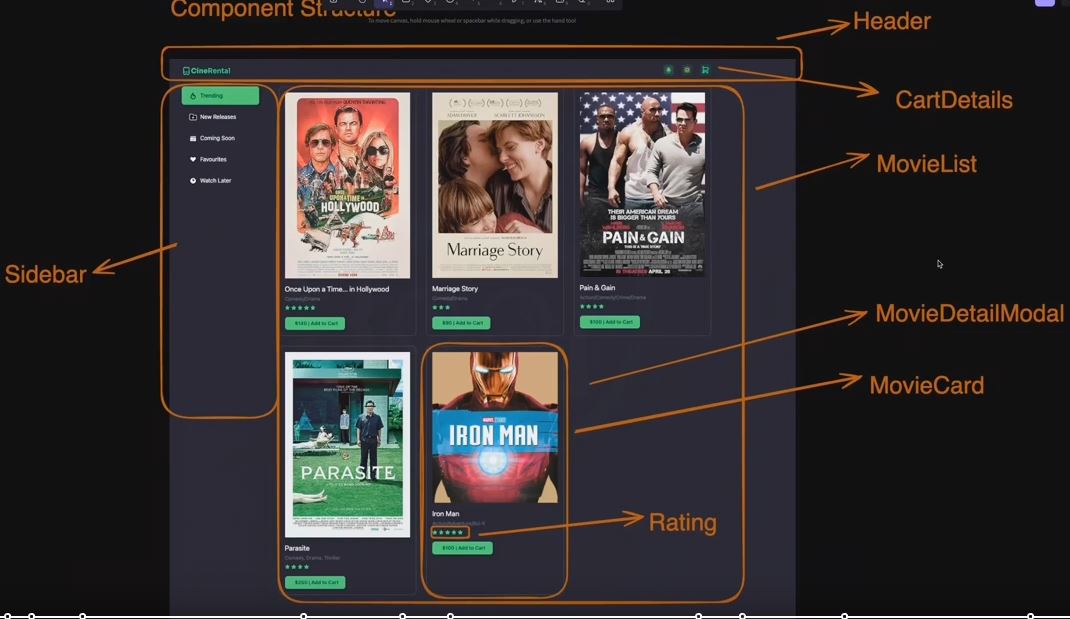 Component Structure
To move canvas, hold mouse wheel or spacebar while dragging, or use the hand tool
Header
CineRental
CartDetails
Trending
New Releases
Coming Soon
Favourites
Watch Later
MovieList
Sidebar
ONCE UPON A TIME... IN
HOLLYWOOD
ADAM DRIVER
SCARLETT JOHANSSON
Marriage Story
THEIR AMERICAN DREAM
IS BIGGER THAN YOURS
PAIN & GAIN
THIS IS A TRUE STORY
IN THEATRES APRIL 26
Once Upon a Time... in Hollywood
Comedy/Drama
$140 | Add to Cart
Marriage Story
Comedy/Drama
$90 | Add to Cart
Pain & Gain
Action/Comedy/Crime/Drama
$100 | Add to Cart
MovieDetailModal
MovieCard
PARASITE
MARVEL
IRON MAN
Parasite
Comedy, Drama, Thriller
$250 | Add to Cart
Iron Man
$100 | Add to Cart
Rating